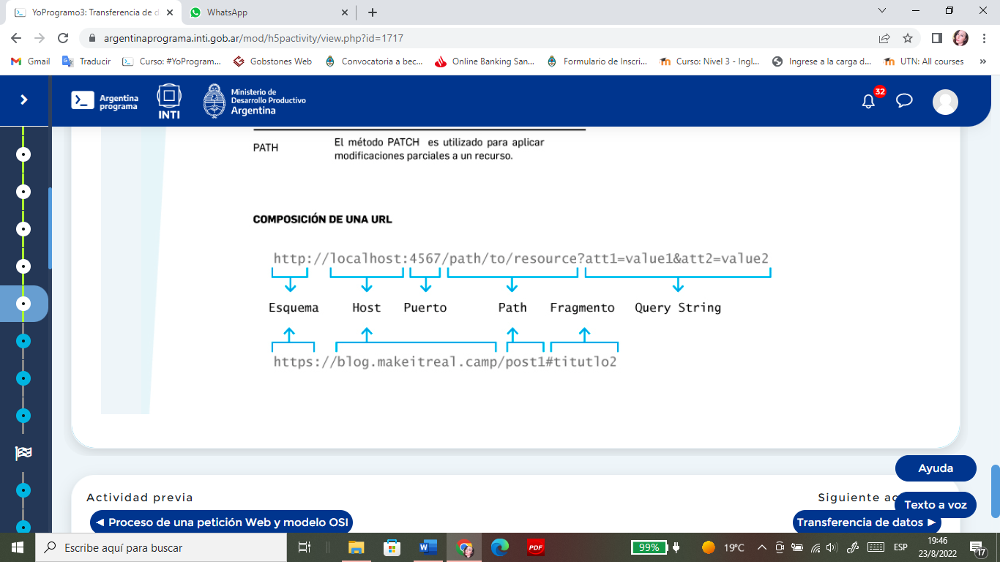 YoProgramo3: Transferencia de d
WhatsApp
argentinaprograma.inti.gob.ar/mod/h5pactivity/view.php?id=1717
Gmail
Traducir
Curso: #YoProgram...
Gobstones Web
Convocatoria a bec...
Online Banking San...
Formulario de Inscri...
Curso: Nivel 3 - Ingl...
Ingrese a la carga d...
UTN: All courses
»
Argentina
programa
INTI
Ministerio de
Desarrollo Productivo
Argentina
32
PATH
El método PATCH es utilizado para aplicar
modificaciones parciales a un recurso.
COMPOSICIÓN DE UNA URL
http://localhost:4567/path/to/resource?att1=value1&att2=value2
Esquema Host Puerto Path Fragmento Query String
https://blog.makeitreal.camp/post1#titutlo2
Ayuda
Actividad previa
Siguiente ac
Texto a voz
◄ Proceso de una petición Web y modelo OSI
Transferencia de datos ►
Escribe aquí para buscar
W
PDF
99%
19°C
ESP
19:46
23/8/2022
17